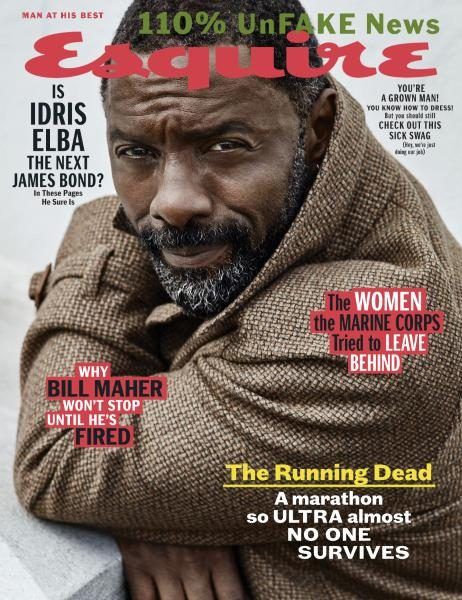 MAN AT HIS BEST
110% UnFAKE News
Esquire
IS
IDRIS
ELBA
THE NEXT
JAMES BOND?
In These Pages
He Sure Is
YOU'RE
A GROWN MAN!
YOU KNOW HOW TO DRESS!
But you should still
CHECK OUT THIS
SICK SWAG
(Hey, we're just
doing our job)
The WOMEN
the MARINE CORPS
Tried to LEAVE
BEHIND
WHY
BILL MAHER
WON'T STOP
UNTIL HE'S
FIRED
The Running Dead
A marathon
so ULTRA almost
NO ONE
SURVIVES